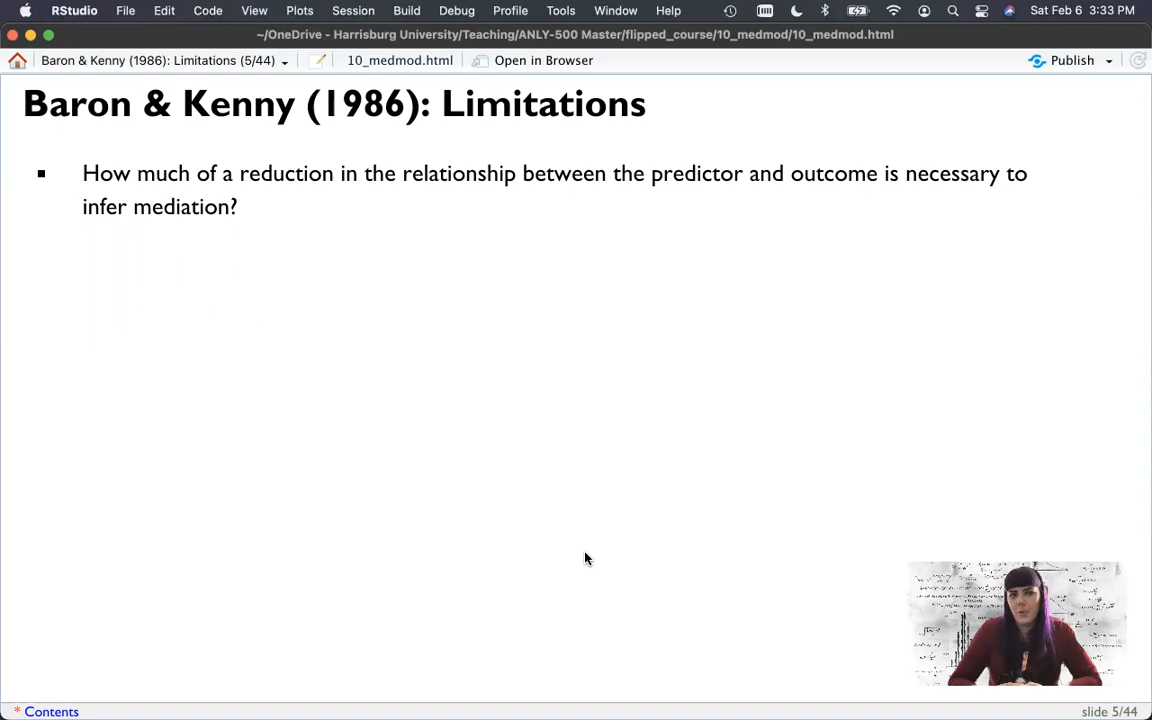 RStudio File Edit Code View Plots Session Build Debug Profile Tools Window Help Sat Feb 6 3:33 PM
~/OneDrive - Harrisburg University/Teaching/ANLY-500 Master/flipped_course/10_medmod/10_medmod.html
Baron & Kenny (1986): Limitations (5/44) 10_medmod.html Open in Browser Publish
Baron & Kenny (1986): Limitations
▪ How much of a reduction in the relationship between the predictor and outcome is necessary to
infer mediation?
* Contents slide 5/44